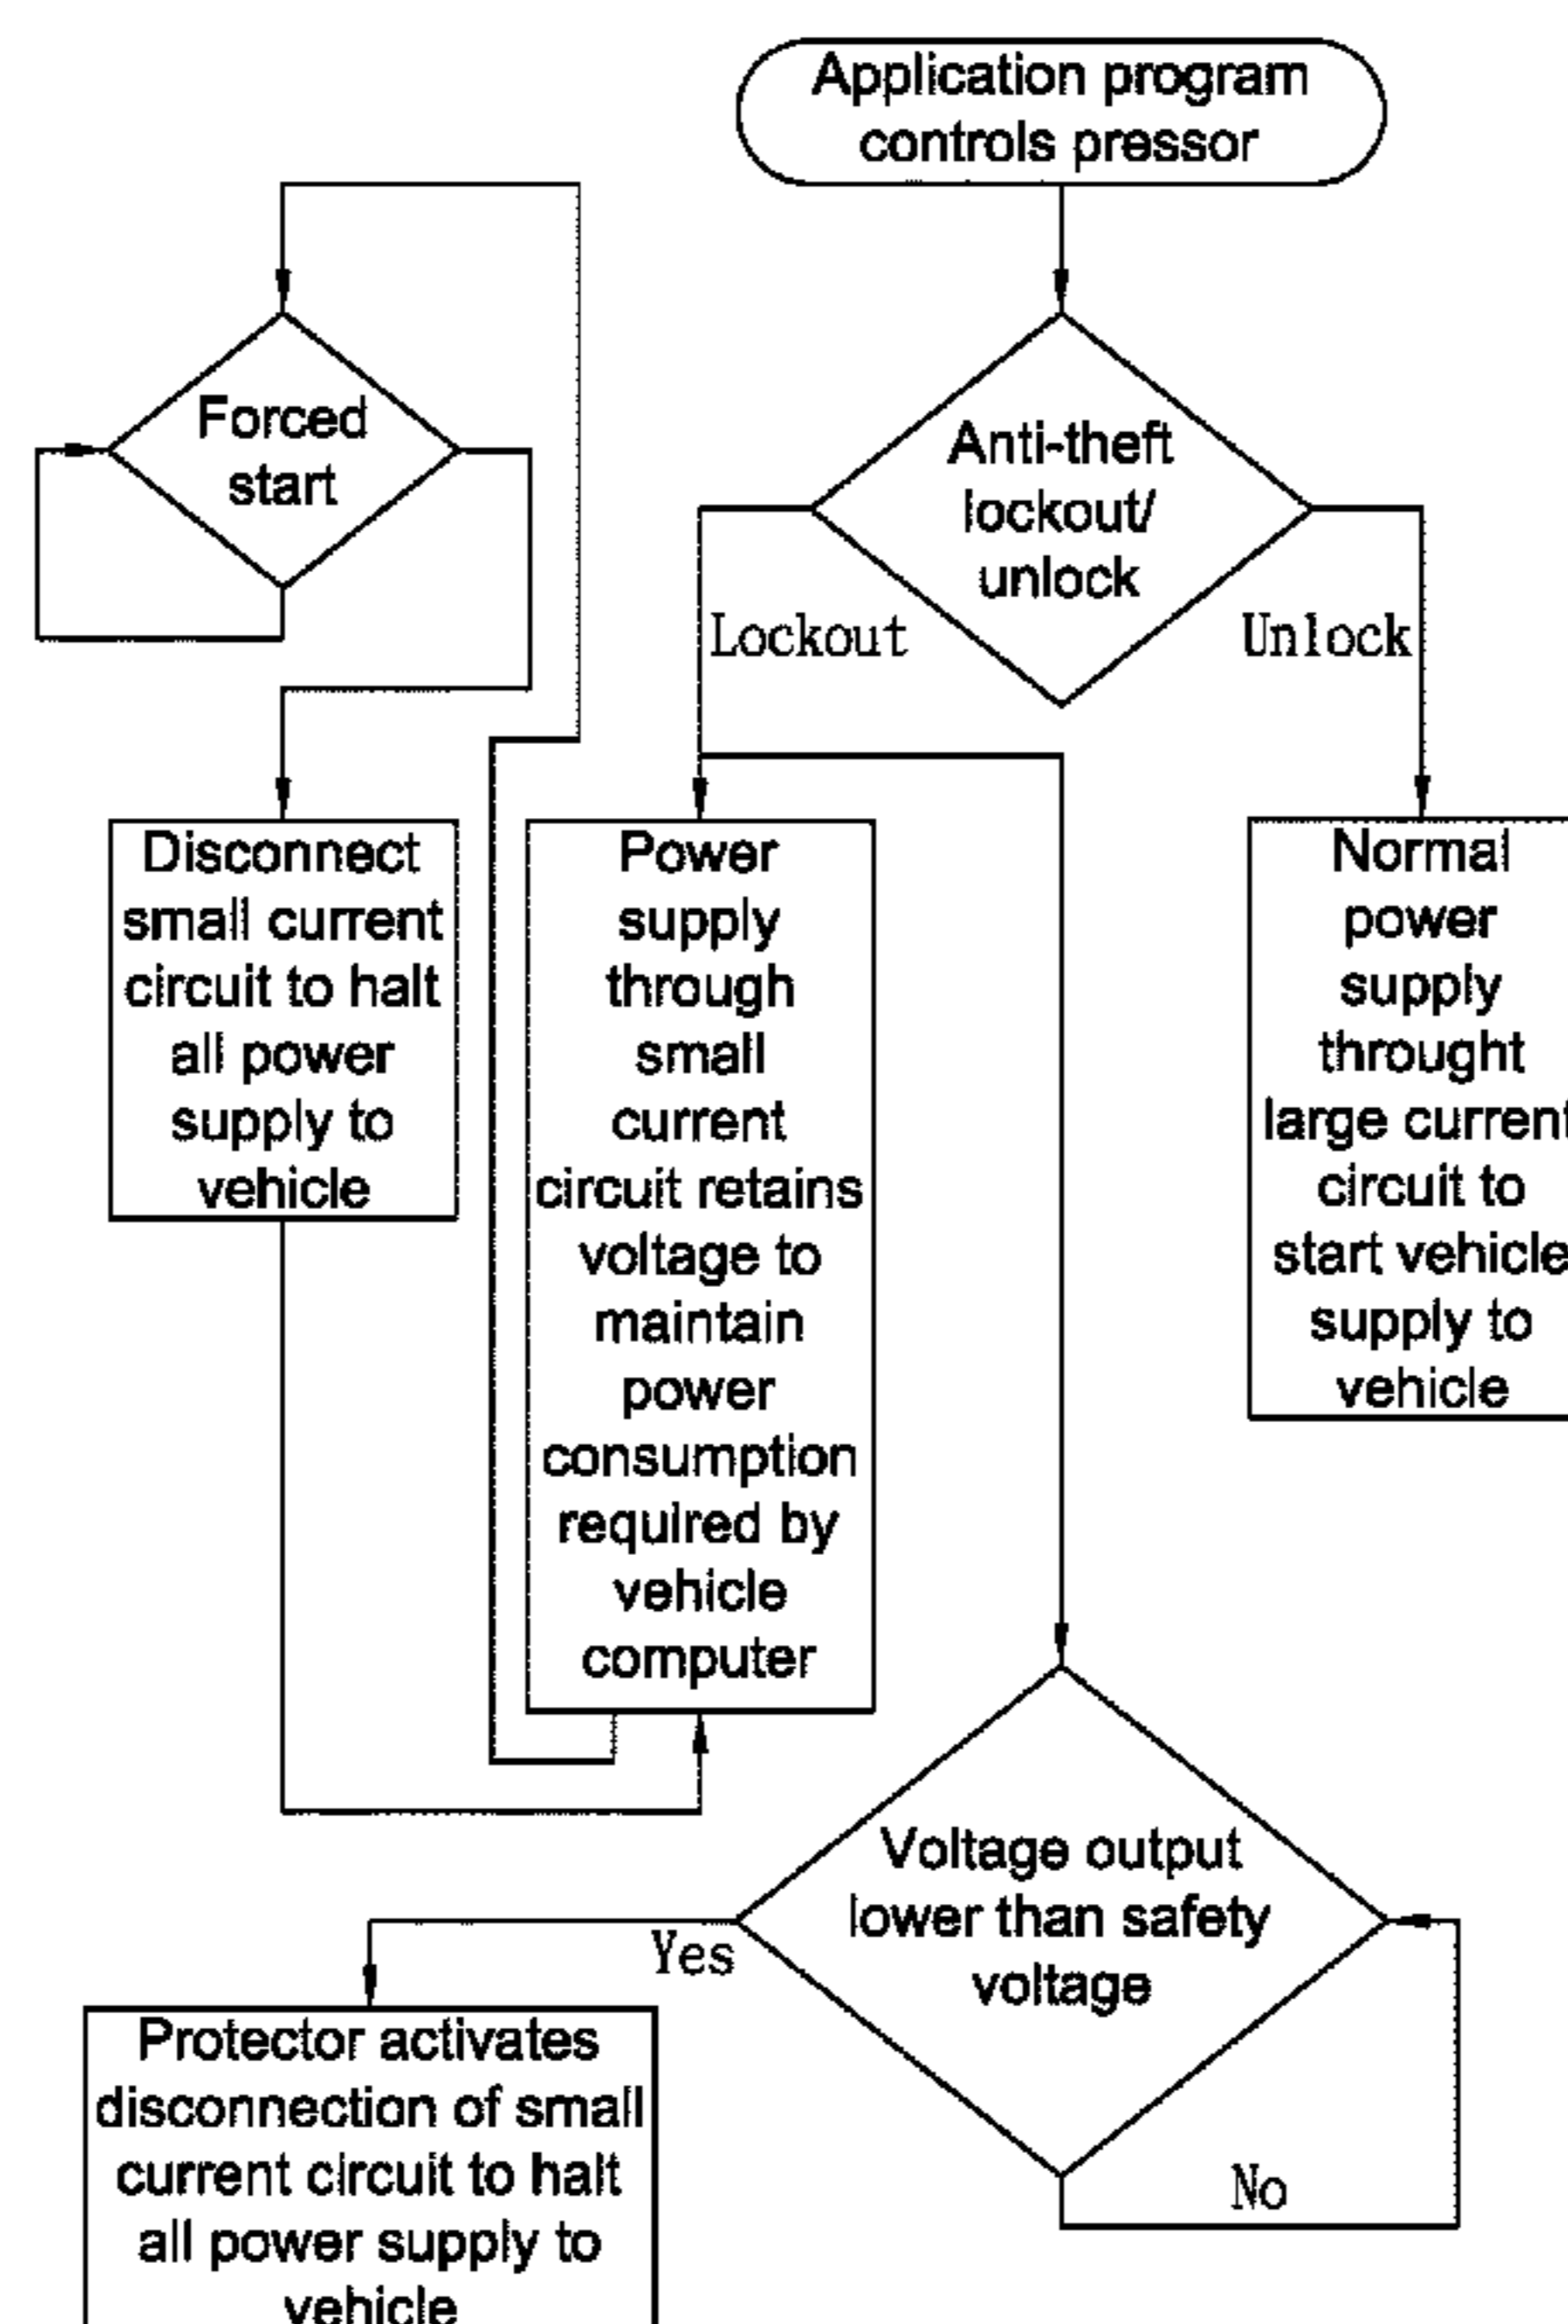 Application program
controls pressor
Forced
start
Anti-theft
lockout/
unlock
Lockout
Unlock
Disconnect
small current
circuit to halt
all power
supply to
vehicle
Power
supply
through
small
current
circuit retains
voltage to
maintain
power
consumption
required by
vehicle
computer
Normal
power
supply
throught
large current
circuit to
start vehicle
supply to
vehicle
Voltage output
lower than safety
voltage
Yes
No
Protector activates
disconnection of small
current circuit to halt
all power supply to
vehicle